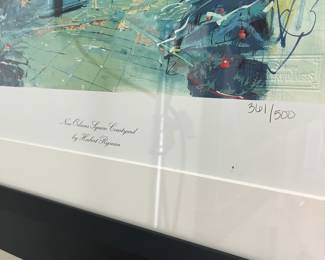 361/500
New Orleans Square Courtyard
by Herbert Ryman